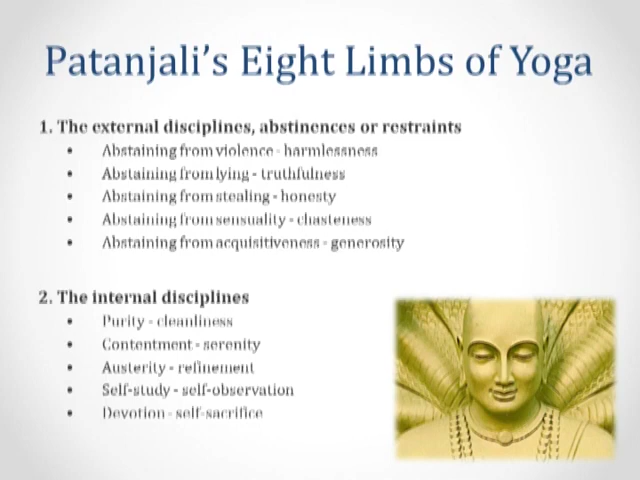 Patanjali's Eight Limbs of Yoga
1. The external disciplines, abstinences or restraints
• Abstaining from violence - harmlessness
• Abstaining from lying - truthfulness
• Abstaining from stealing - honesty
• Abstaining from sensuality - chasteness
• Abstaining from acquisitiveness - generosity
2. The internal disciplines
• Purity - cleanliness
• Contentment - serenity
• Austerity - refinement
• Self-study - self-observation
• Devotion - self-sacrifice